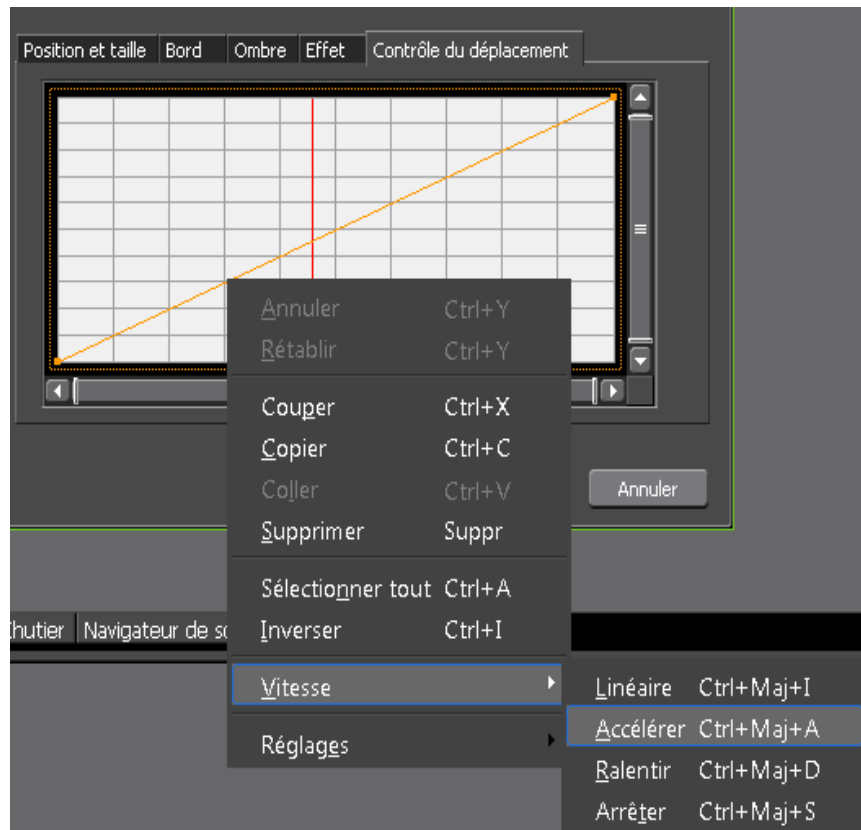 Position et taille Bord Ombre Effet Contrôle du déplacement
Annuler Ctrl+Y
Rétablir Ctrl+Y
Couper Ctrl+X
Copier Ctrl+C
Coller Ctrl+V
Annuler
Supprimer Suppr
Sélectionner tout Ctrl+A
hutier Navigateur de so
Inverser Ctrl+I
Vitesse
Linéaire Ctrl+Maj+I
Accélérer Ctrl+Maj+A
Réglages
Ralentir Ctrl+Maj+D
Arrêter Ctrl+Maj+S